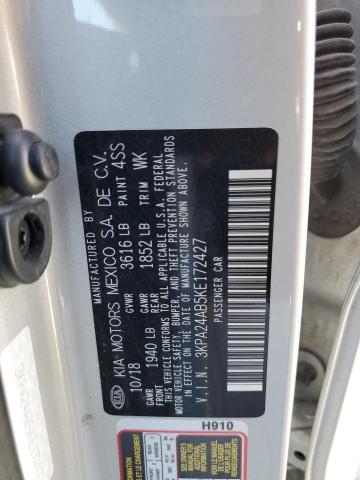 KIA
KIA MOTORS MEXICO S.A. DE C.V.
10/18 GVWR 3616 LB PAINT 4SS
GAWR FRONT 1940 LB GAWR REAR 1852 LB TRIM WK
THIS VEHICLE CONFORMS TO ALL APPLICABLE U.S.A. FEDERAL
MOTOR VEHICLE SAFETY, BUMPER, AND THEFT PREVENTION STANDARDS
IN EFFECT ON THE DATE OF MANUFACTURE SHOWN ABOVE.
V.I.N. 3KPA24AB5KE172427
PASSENGER CAR
H910